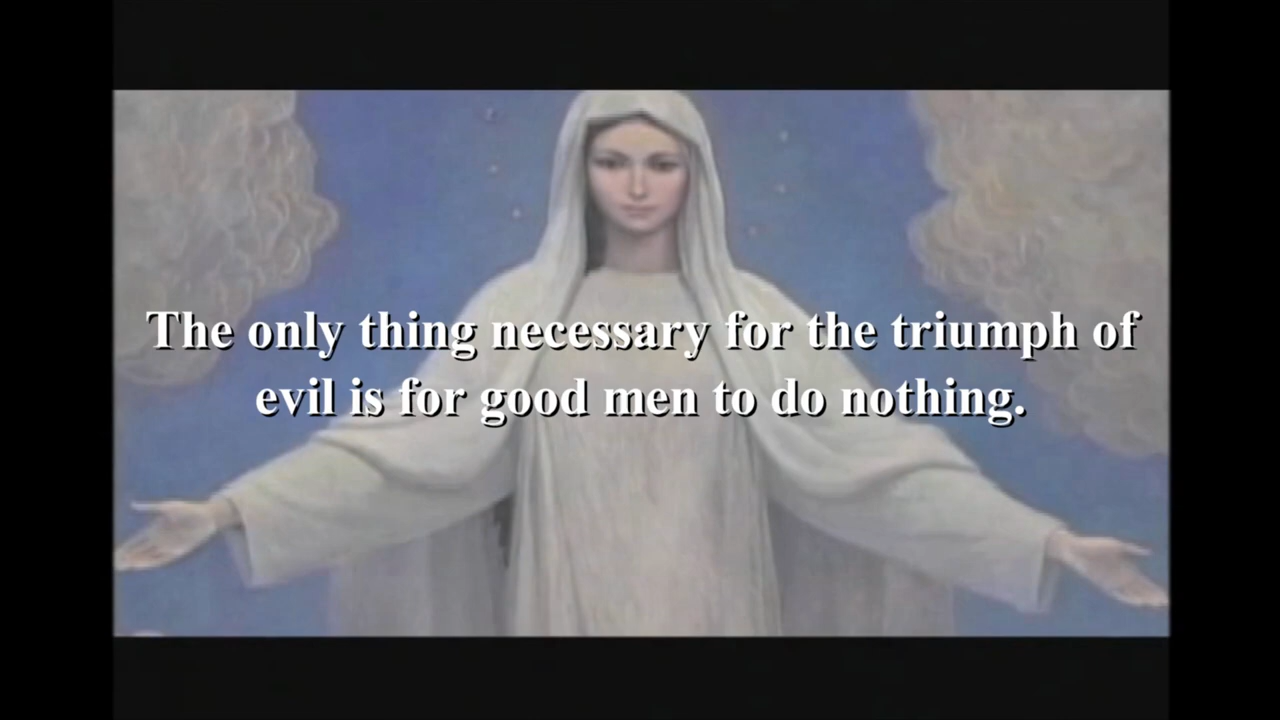 The only thing necessary for the triumph of
evil is for good men to do nothing.